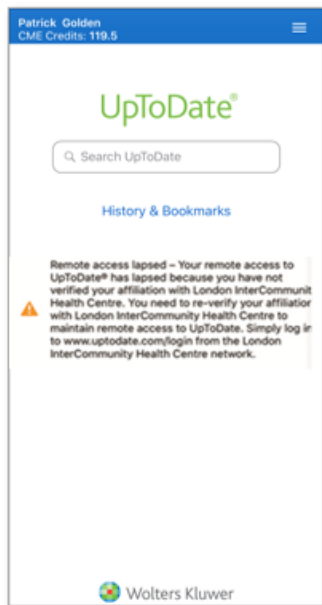 Patrick Golden
CME Credits: 119.5
UpToDate®
Search UpToDate
History & Bookmarks
Remote access lapsed – Your remote access to
UpToDate® has lapsed because you have not
verified your affiliation with London InterCommunit
Health Centre. You need to re-verify your affiliation
with London InterCommunity Health Centre to
maintain remote access to UpToDate. Simply log in
to www.uptodate.com/login from the London
InterCommunity Health Centre network.
Wolters Kluwer